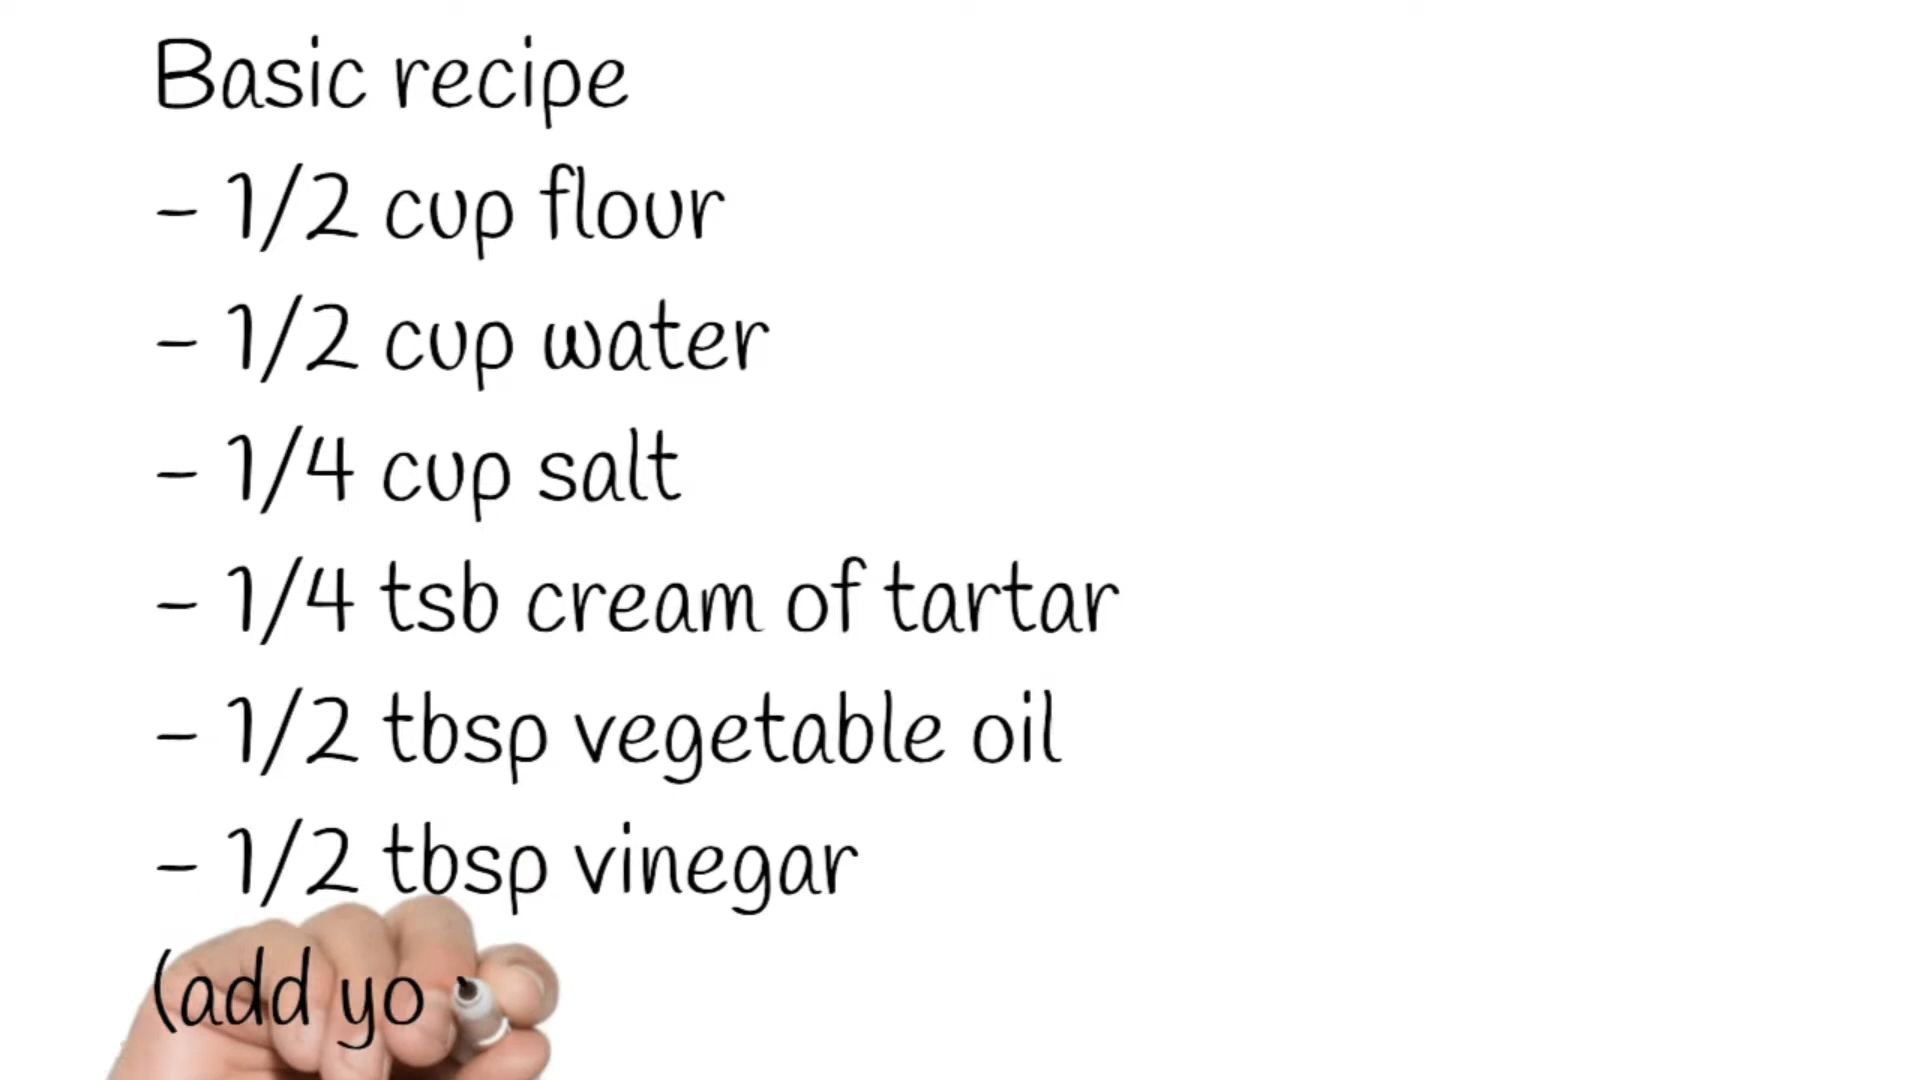 Basic recipe
- 1/2 cup flour
- 1/2 cup water
- 1/4 cup salt
- 1/4 tsb cream of tartar
- 1/2 tbsp vegetable oil
- 1/2 tbsp vinegar
(add yo